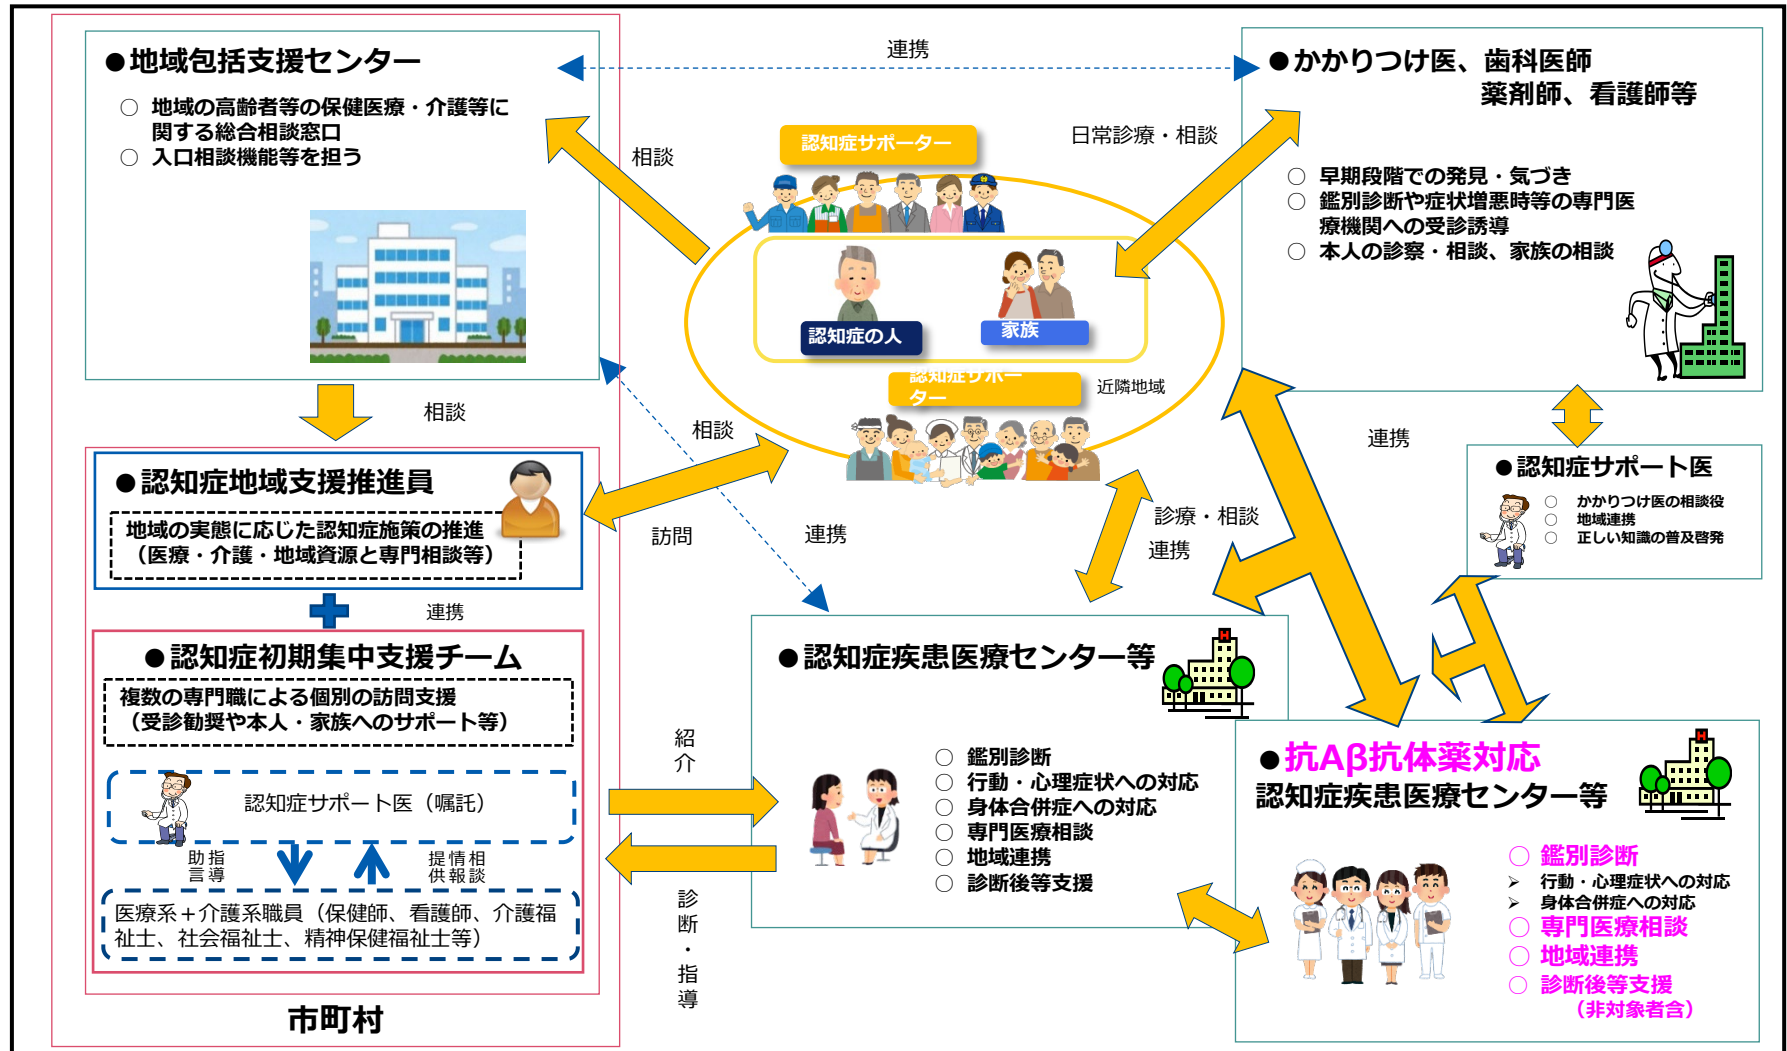 ●地域包括支援センター
○ 地域の高齢者等の保健医療・介護等に
関する総合相談窓口
○ 入口相談機能等を担う
連携
●かかりつけ医、歯科医師
薬剤師、看護師等
○ 早期段階での発見・気づき
○ 鑑別診断や症状増悪時等の専門医
療機関への受診誘導
○ 本人の診察・相談、家族の相談
相談
認知症サポーター
日常診療・相談
認知症の人
家族
認知症サポー
ター
近隣地域
相談
●認知症地域支援推進員
地域の実態に応じた認知症施策の推進
（医療・介護・地域資源と専門相談等）
相談
訪問
連携
診療・相談
連携
連携
●認知症サポート医
○ かかりつけ医の相談役
○ 地域連携
○ 正しい知識の普及啓発
連携
●認知症初期集中支援チーム
複数の専門職による個別の訪問支援
（受診勧奨や本人・家族へのサポート等）
認知症サポート医（嘱託）
指導
助言
相談
情報
提供
医療系＋介護系職員（保健師、看護師、介護福
祉士、社会福祉士、精神保健福祉士等）
市町村
紹介
診断・指導
●認知症疾患医療センター等
○ 鑑別診断
○ 行動・心理症状への対応
○ 身体合併症への対応
○ 専門医療相談
○ 地域連携
○ 診断後等支援
●抗Aβ抗体薬対応
認知症疾患医療センター等
○ 鑑別診断
➢ 行動・心理症状への対応
➢ 身体合併症への対応
○ 専門医療相談
○ 地域連携
○ 診断後等支援
（非対象者含）
H
H